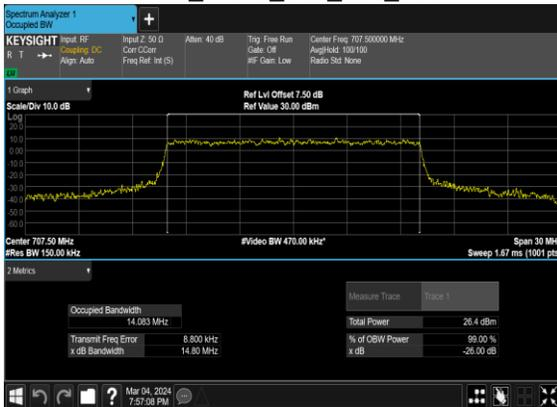 Spectrum Analyzer 1
Occupied BW
+
KEYSIGHT
R T
LXI
Input: RF
Coupling: DC
Align: Auto
Input Z: 50 Ω
Corr CCorr
Freq Ref: Int (S)
Atten: 40 dB
Trig: Free Run
Gate: Off
#IF Gain: Low
Center Freq: 707.500000 MHz
Avg|Hold: 100/100
Radio Std: None
1 Graph
Scale/Div 10.0 dB
Ref Lvl Offset 7.50 dB
Ref Value 30.00 dBm
Log
20.0
10.0
0.00
-10.0
-20.0
-30.0
-40.0
-50.0
-60.0
Center 707.50 MHz
#Res BW 150.00 kHz
#Video BW 470.00 kHz*
Span 30 MH
Sweep 1.67 ms (1001 pts
2 Metrics
Measure Trace Trace 1
Occupied Bandwidth
14.083 MHz
Total Power 26.4 dBm
Transmit Freq Error 8.800 kHz
% of OBW Power 99.00 %
x dB Bandwidth 14.80 MHz
x dB -26.00 dB
?
Mar 04, 2024
7:57:08 PM